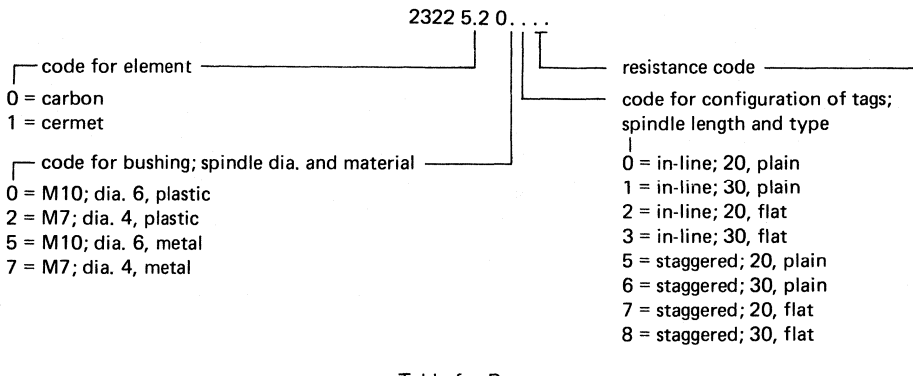 2322 5.2 0. . . .
code for element
0 = carbon
1 = cermet
code for bushing; spindle dia. and material
0 = M10; dia. 6, plastic
2 = M7; dia. 4, plastic
5 = M10; dia. 6, metal
7 = M7; dia. 4, metal
resistance code
code for configuration of tags;
spindle length and type
0 = in-line; 20, plain
1 = in-line; 30, plain
2 = in-line; 20, flat
3 = in-line; 30, flat
5 = staggered; 20, plain
6 = staggered; 30, plain
7 = staggered; 20, flat
8 = staggered; 30, flat